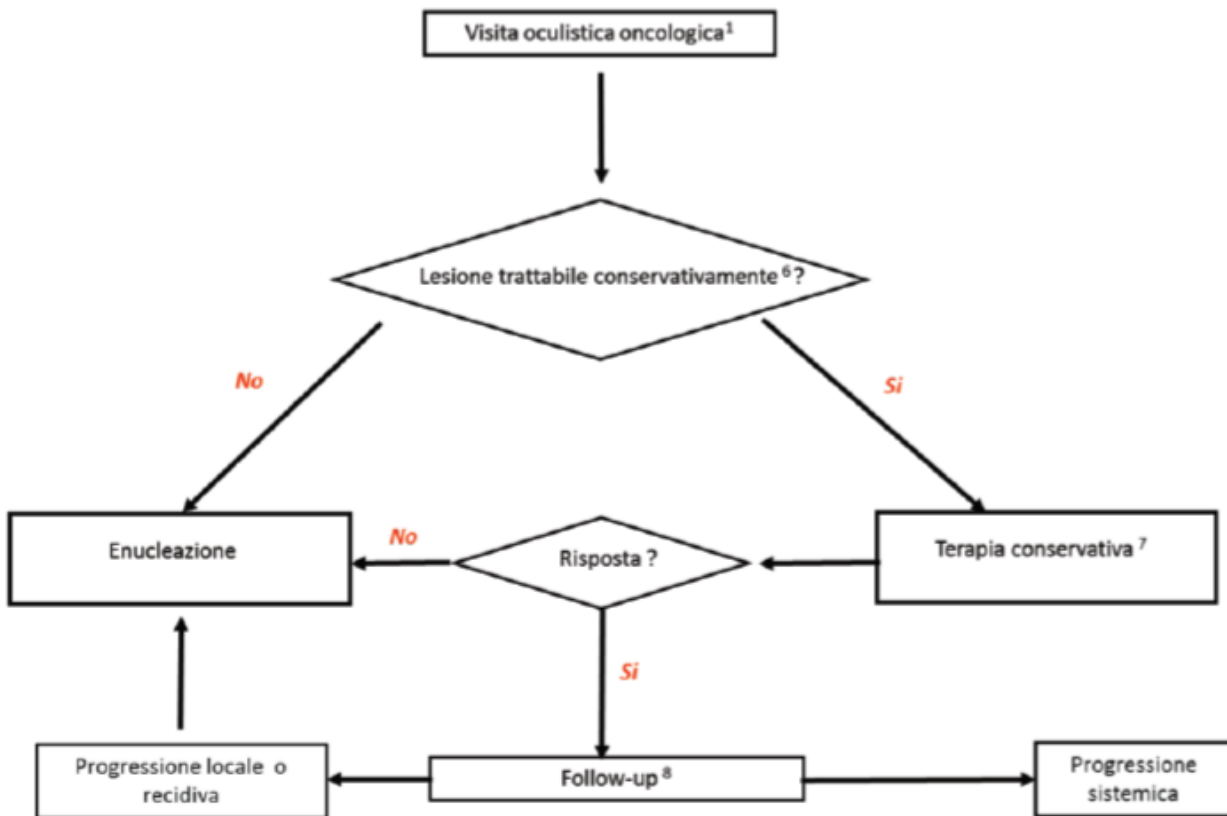 Visita oculistica oncologica¹
Lesione trattabile conservativamente ⁶?
No
Si
Enucleazione
No
Risposta ?
Terapia conservativa ⁷
Si
Progressione locale o
recidiva
Follow-up ⁸
Progressione
sistemica